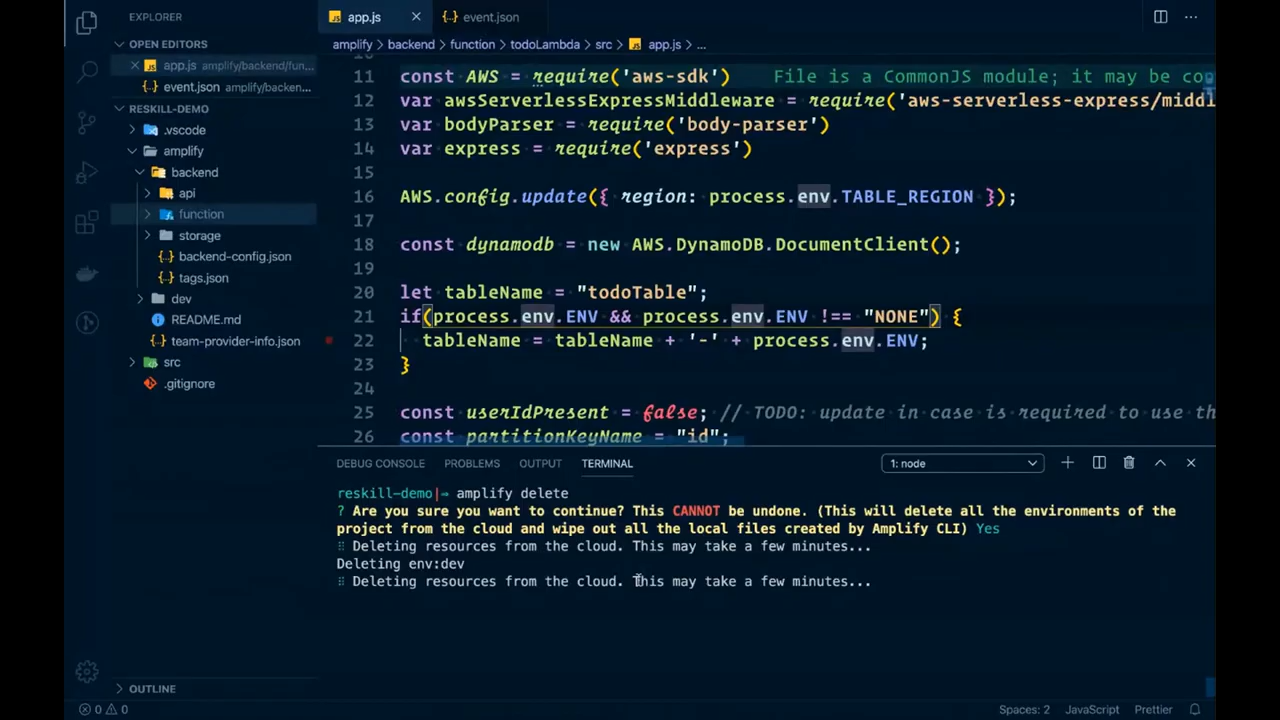 EXPLORER
OPEN EDITORS
app.js amplify/backend/fun...
event.json amplify/backen...
RESKILL-DEMO
.vscode
amplify
backend
api
function
storage
backend-config.json
tags.json
dev
README.md
team-provider-info.json
src
.gitignore
OUTLINE
app.js
event.json
amplify > backend > function > todoLambda > src > app.js > ...
11 const AWS = require('aws-sdk') File is a CommonJS module; it may be co
12 var awsServerlessExpressMiddleware = require('aws-serverless-express/middl
13 var bodyParser = require('body-parser')
14 var express = require('express')
15
16 AWS.config.update({ region: process.env.TABLE_REGION });
17
18 const dynamodb = new AWS.DynamoDB.DocumentClient();
19
20 let tableName = "todoTable";
21 if(process.env.ENV && process.env.ENV !== "NONE") {
22 tableName = tableName + '-' + process.env.ENV;
23 }
24
25 const userIdPresent = false; // TODO: update in case is required to use th
26 const partitionKeyName = "id";
DEBUG CONSOLE PROBLEMS OUTPUT TERMINAL 1: node
reskill-demo|⇒ amplify delete
? Are you sure you want to continue? This CANNOT be undone. (This will delete all the environments of the
project from the cloud and wipe out all the local files created by Amplify CLI) Yes
⠸ Deleting resources from the cloud. This may take a few minutes...
Deleting env:dev
⠸ Deleting resources from the cloud. This may take a few minutes...
0 0 Spaces: 2 JavaScript Prettier